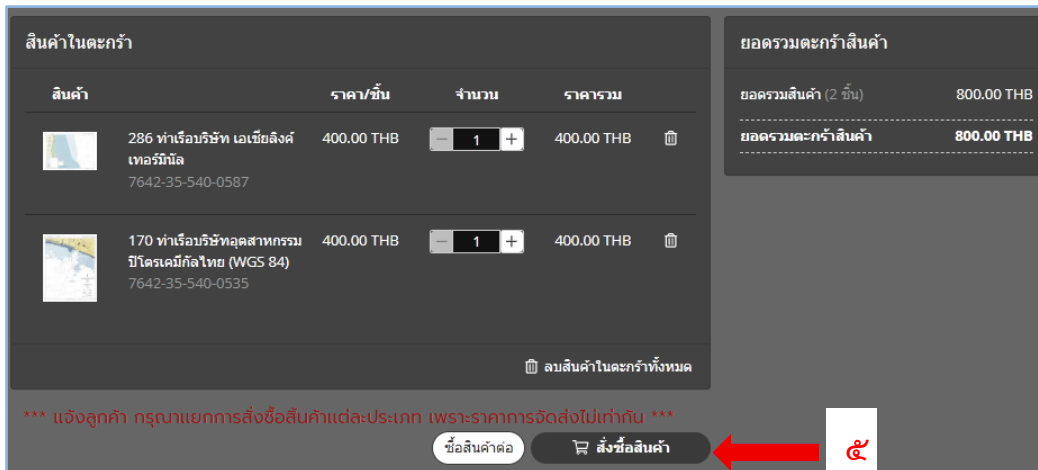 สินค้าในตะกร้า
สินค้า ราคา/ชิ้น จำนวน ราคารวม
286 ท่าเรือบริษัท เอเชียลิงค์ 400.00 THB 1 + 400.00 THB
เทอร์มินัล
7642-35-540-0587
170 ท่าเรือบริษัทอุตสาหกรรม 400.00 THB 1 + 400.00 THB
ปิโตรเคมีกัลไทย (WGS 84)
7642-35-540-0535
ลบสินค้าในตะกร้าทั้งหมด
ยอดรวมตะกร้าสินค้า
ยอดรวมสินค้า (2 ชิ้น) 800.00 THB
ยอดรวมตะกร้าสินค้า 800.00 THB
*** แจ้งลูกค้า กรุณาแยกการสั่งซื้อสินค้าแต่ละประเภท เพราะราคาการจัดส่งไม่เท่ากัน ***
ซื้อสินค้าต่อ สั่งซื้อสินค้า ๕